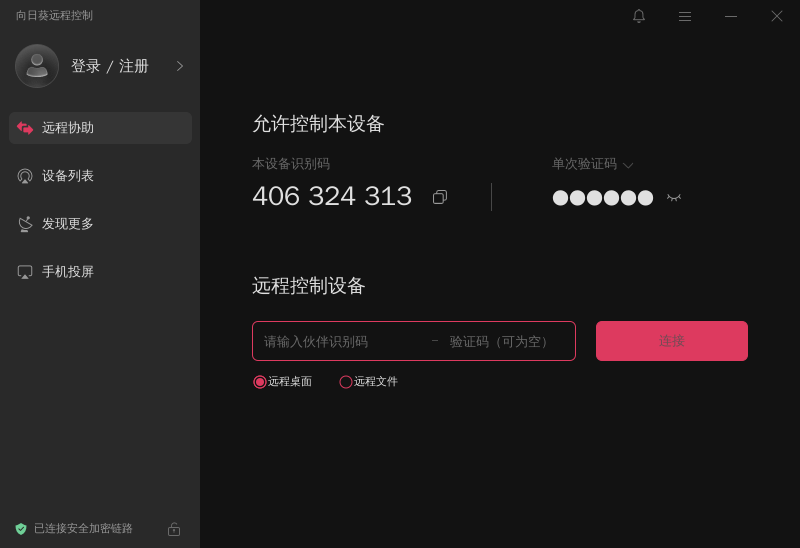 向日葵远程控制
登录 / 注册
远程协助
设备列表
发现更多
手机投屏
已连接安全加密链路
允许控制本设备
本设备识别码
单次验证码
406 324 313
●●●●●●
远程控制设备
请输入伙伴识别码 – 验证码（可为空）
连接
远程桌面 远程文件